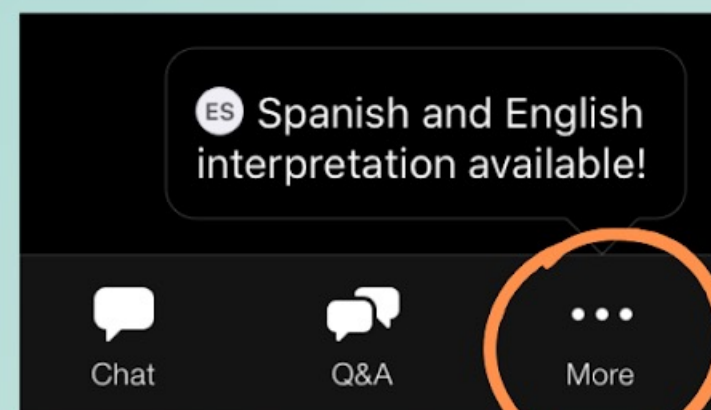 ES Spanish and English
interpretation available!
Chat Q&A More